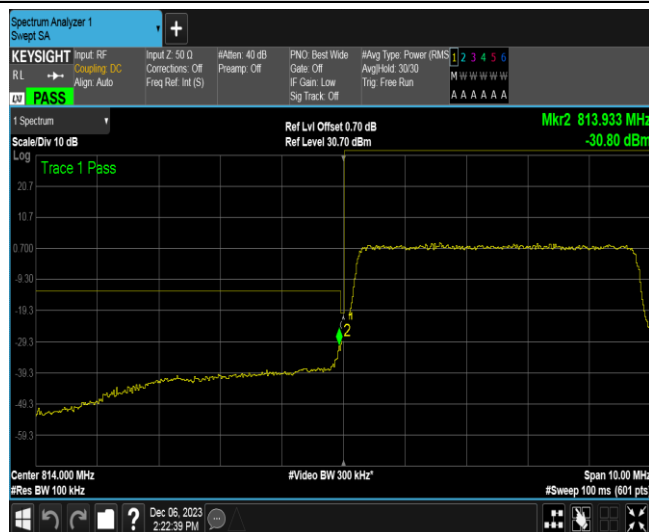 Spectrum Analyzer 1
Swept SA
+
KEYSIGHT
RL
LXI PASS
Input: RF
Coupling: DC
Align: Auto
Input Z: 50 Ω
Corrections: Off
Freq Ref: Int (S)
#Atten: 40 dB
Preamp: Off
PNO: Best Wide
Gate: Off
IF Gain: Low
Sig Track: Off
#Avg Type: Power (RMS
Avg|Hold: 30/30
Trig: Free Run
1 2 3 4 5 6
M W W W W W
A A A A A A
1 Spectrum
Scale/Div 10 dB
Log
Ref Lvl Offset 0.70 dB
Ref Level 30.70 dBm
Mkr2 813.933 MHz
-30.80 dBm
Trace 1 Pass
20.7
10.7
0.700
-9.30
-19.3
-29.3
-39.3
-49.3
-59.3
2
Center 814.000 MHz
#Res BW 100 kHz
#Video BW 300 kHz*
Span 10.00 MHz
#Sweep 100 ms (601 pts)
?
Dec 06, 2023
2:22:39 PM